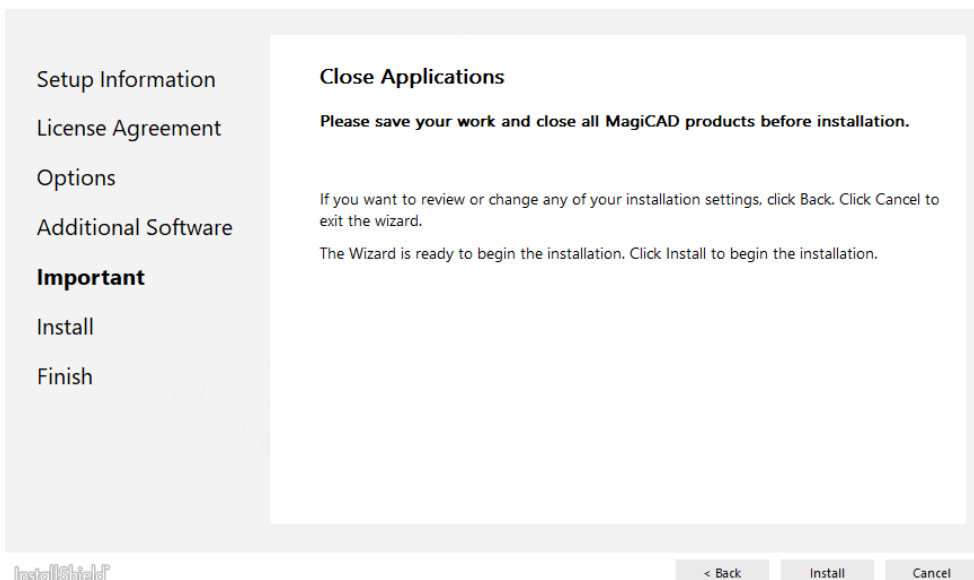 Setup Information
License Agreement
Options
Additional Software
Important
Install
Finish
Close Applications
Please save your work and close all MagiCAD products before installation.
If you want to review or change any of your installation settings, click Back. Click Cancel to
exit the wizard.
The Wizard is ready to begin the installation. Click Install to begin the installation.
InstallShield
< Back
Install
Cancel